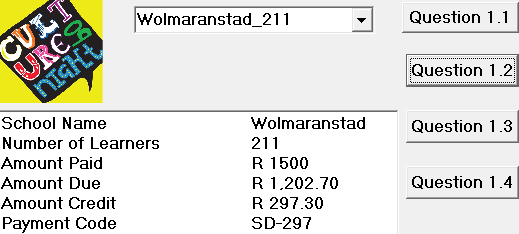 CULT
URE@
night
Wolmaranstad_211
Question 1.1
Question 1.2
School Name Wolmaranstad
Number of Learners 211
Amount Paid R 1500
Amount Due R 1,202.70
Amount Credit R 297.30
Payment Code SD-297
Question 1.3
Question 1.4